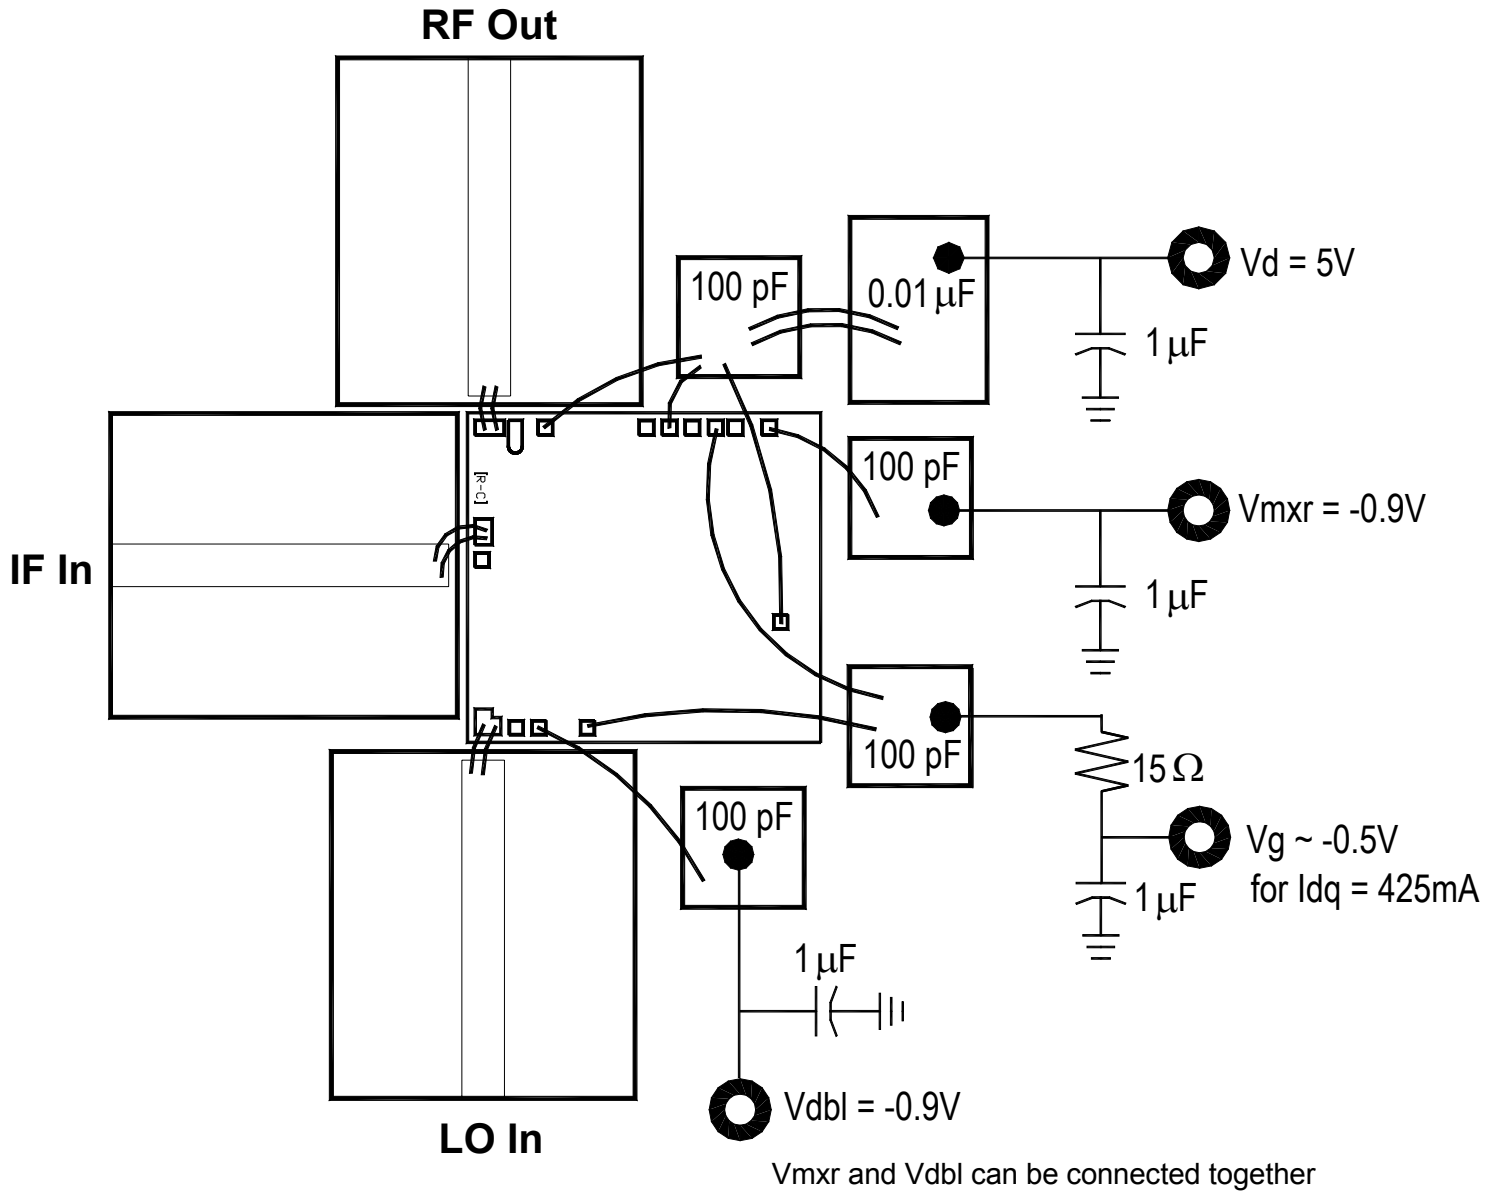 RF Out
100 pF
0.01 µF
Vd = 5V
1 µF
100 pF
Vmxr = -0.9V
[R-C]
IF In
1 µF
100 pF
15 Ω
100 pF
Vg ~ -0.5V
for Idq = 425mA
1 µF
1 µF
Vdbl = -0.9V
LO In
Vmxr and Vdbl can be connected together